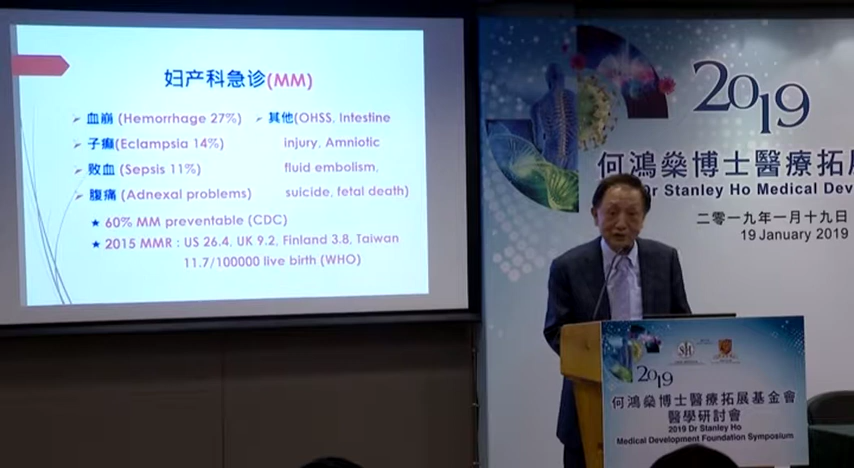 妇产科急诊(MM)
血崩 (Hemorrhage 27%)
子癎(Eclampsia 14%)
败血 (Sepsis 11%)
腹痛 (Adnexal problems)
其他(OHSS, Intestine
injury, Amniotic
fluid embolism,
suicide, fetal death)
60% MM preventable (CDC)
2015 MMR : US 26.4, UK 9.2, Finland 3.8, Taiwan
11.7/100000 live birth (WHO)
2019
何鴻燊博士醫療拓展
Dr Stanley Ho Medical Deve
二零一九年一月十九日
19 January 2019
2019
何鴻燊博士醫療拓展基金會
醫學研討會
2019 Dr Stanley Ho
Medical Development Foundation Symposium